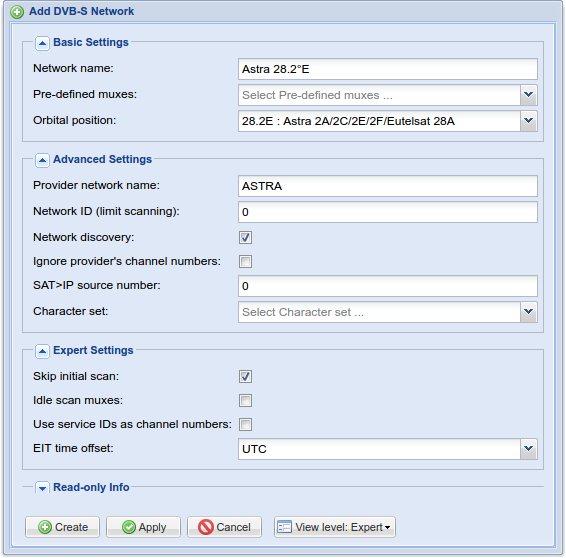 Add DVB-S Network
Basic Settings
Network name: Astra 28.2°E
Pre-defined muxes: Select Pre-defined muxes ...
Orbital position: 28.2E : Astra 2A/2C/2E/2F/Eutelsat 28A
Advanced Settings
Provider network name: ASTRA
Network ID (limit scanning): 0
Network discovery:
Ignore provider's channel numbers:
SAT>IP source number: 0
Character set: Select Character set ...
Expert Settings
Skip initial scan:
Idle scan muxes:
Use service IDs as channel numbers:
EIT time offset: UTC
Read-only Info
Create Apply Cancel View level: Expert